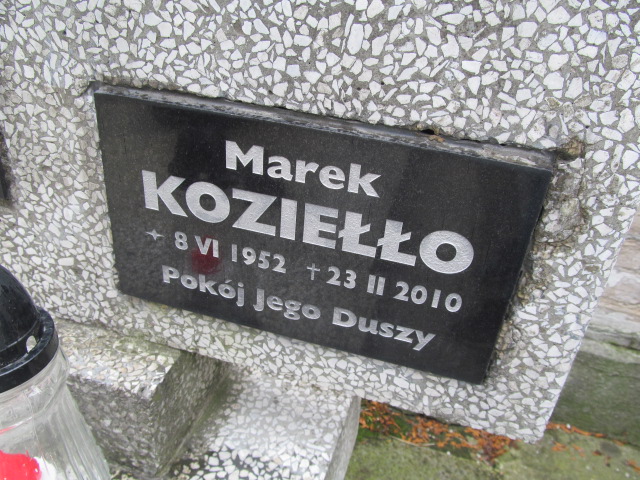 Marek
KOZIEŁŁO
* 8 VI 1952 † 23 II 2010
Pokój Jego Duszy